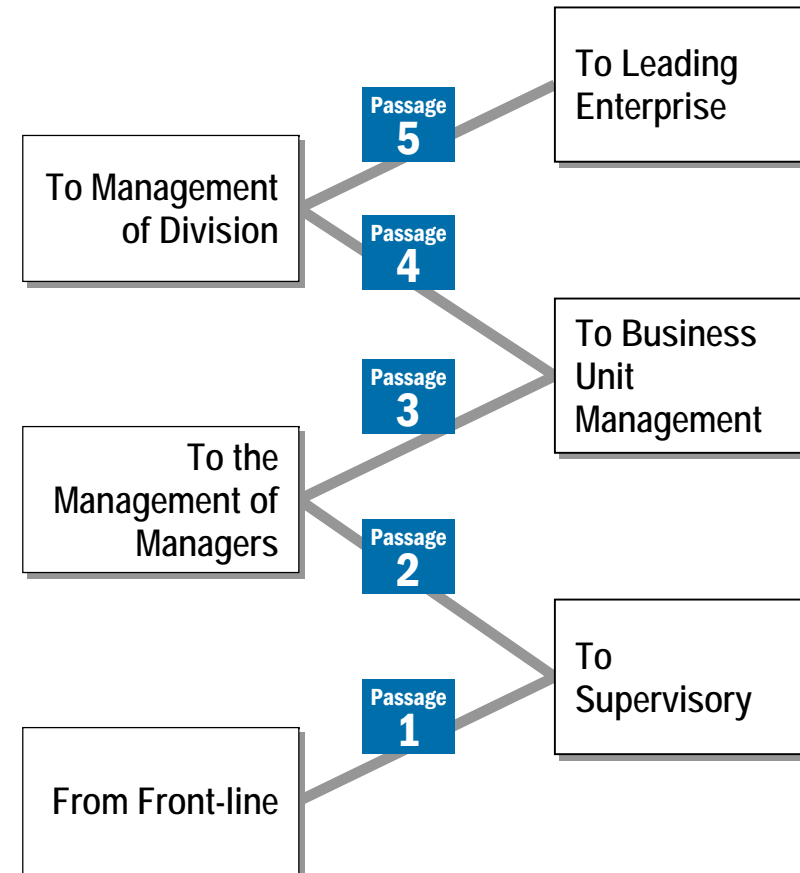 To Leading
Enterprise
Passage
5
To Management
of Division
Passage
4
To Business
Unit
Management
Passage
3
To the
Management of
Managers
Passage
2
To
Supervisory
Passage
1
From Front-line